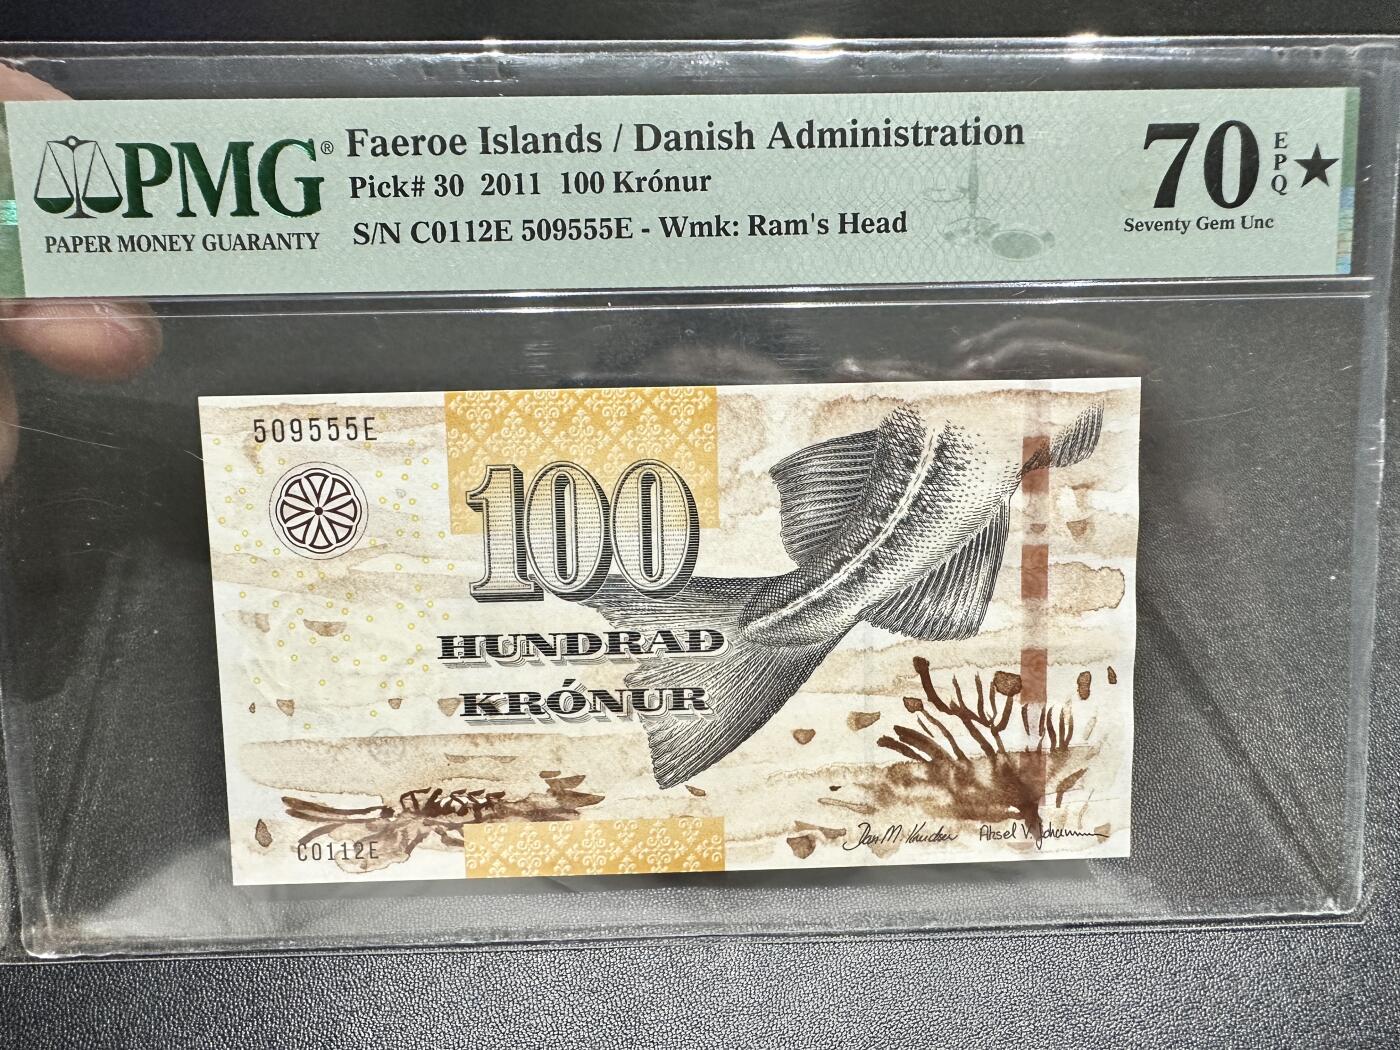 PMG®
PAPER MONEY GUARANTY
Faeroe Islands / Danish Administration
Pick# 30 2011 100 Krónur
S/N C0112E 509555E - Wmk: Ram's Head
70 EPQ ★
Seventy Gem Unc
509555E
100
HUNDRAD
KRÓNUR
C0112E